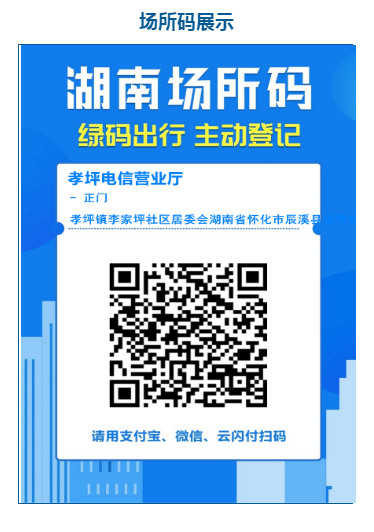 场所码展示
湖南场所码
绿码出行 主动登记
孝坪电信营业厅
- 正门
孝坪镇李家坪社区居委会湖南省怀化市辰溪县
请用支付宝、微信、云闪付扫码